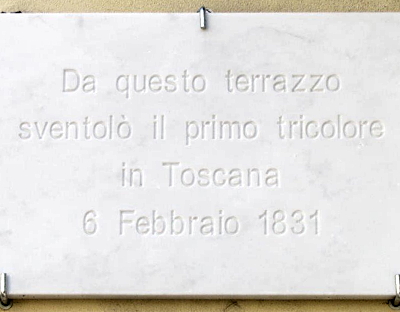 Da questo terrazzo
sventolò il primo tricolore
in Toscana
6 Febbraio 1831